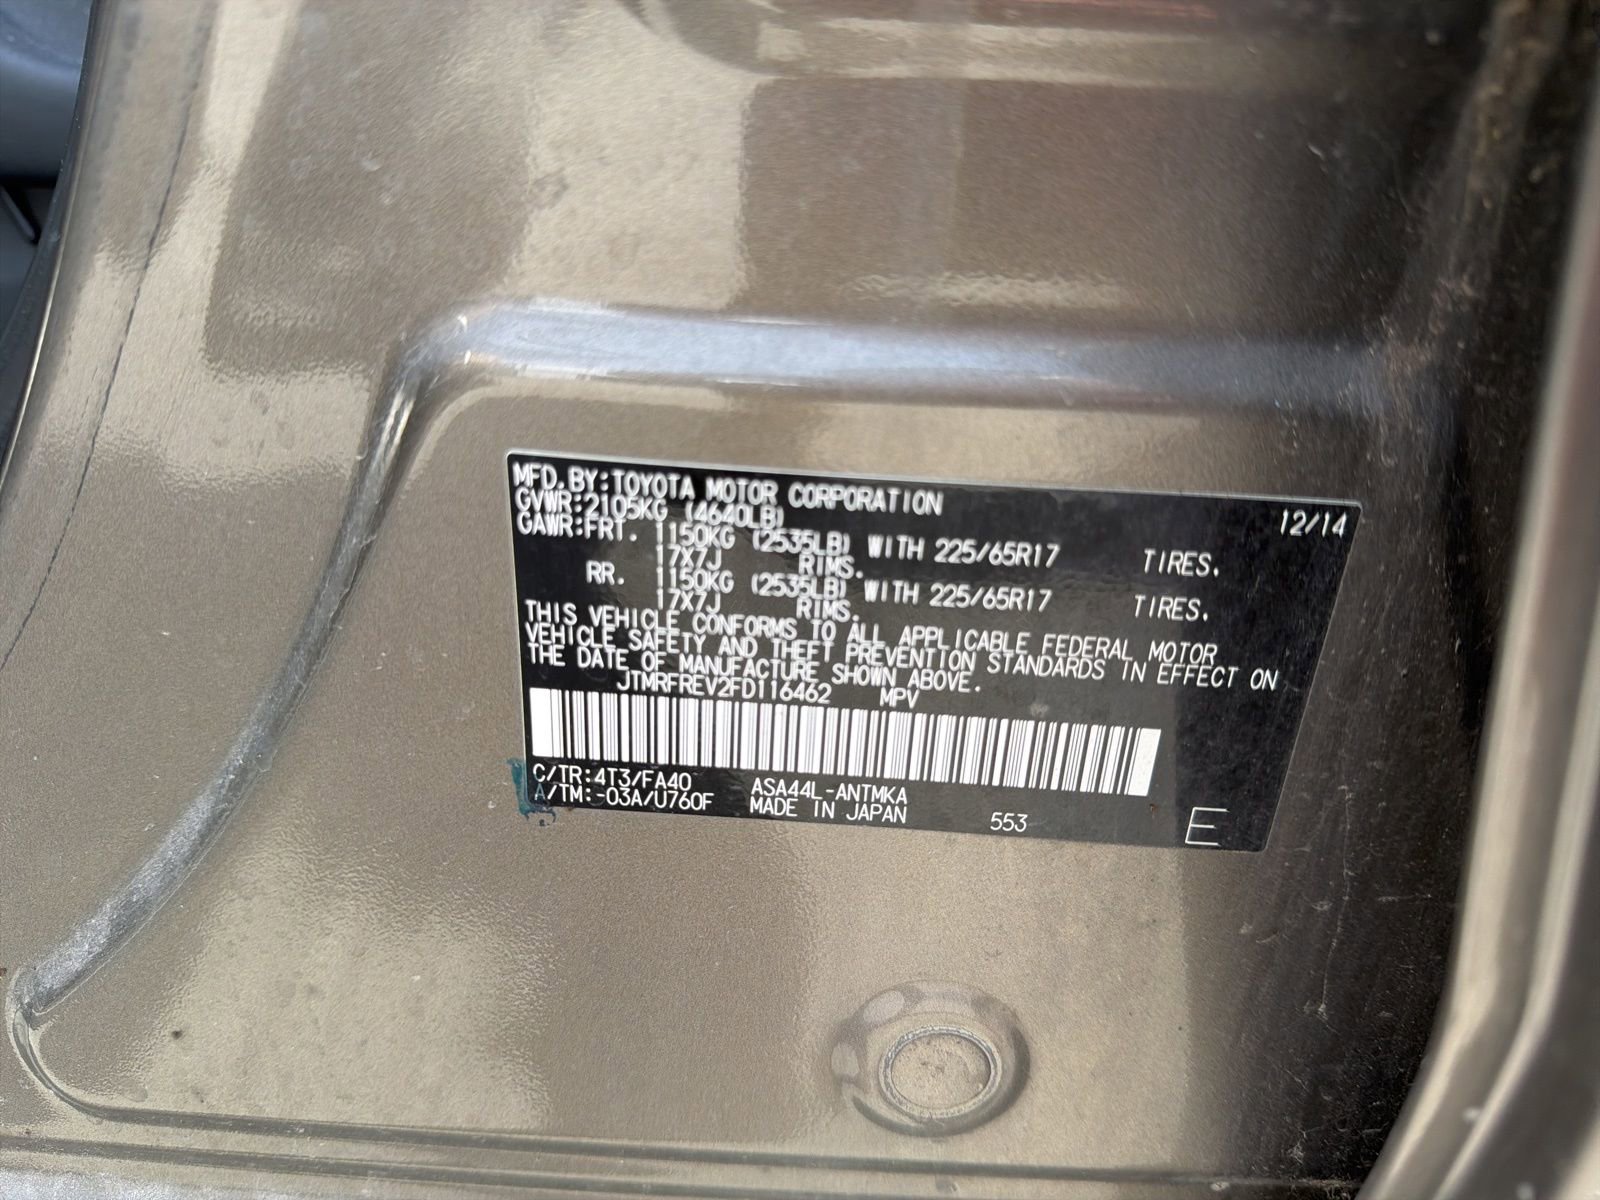 MFD. BY: TOYOTA MOTOR CORPORATION 12/14
GVWR: 2105KG (4640LB)
GAWR: FRT. 1150KG (2535LB) WITH 225/65R17 TIRES.
17X7J RIMS.
RR. 1150KG (2535LB) WITH 225/65R17 TIRES.
17X7J RIMS.
THIS VEHICLE CONFORMS TO ALL APPLICABLE FEDERAL MOTOR
VEHICLE SAFETY AND THEFT PREVENTION STANDARDS IN EFFECT ON
THE DATE OF MANUFACTURE SHOWN ABOVE.
JTMRFREV2FD116462 MPV
C/TR: 4T3/FA40 ASA44L-ANTMKA
A/TM: -03A/U760F MADE IN JAPAN 553 E